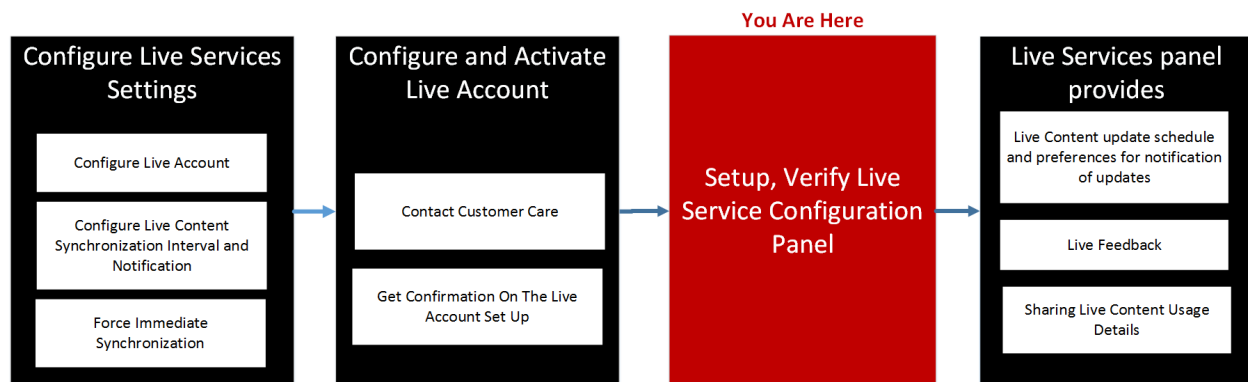 You Are Here
Configure Live Services
Settings
Configure Live Account
Configure Live Content
Synchronization Interval and
Notification
Force Immediate
Synchronization
Configure and Activate
Live Account
Contact Customer Care
Get Confirmation On The Live
Account Set Up
Setup, Verify Live
Service Configuration
Panel
Live Services panel
provides
Live Content update schedule
and preferences for notification
of updates
Live Feedback
Sharing Live Content Usage
Details